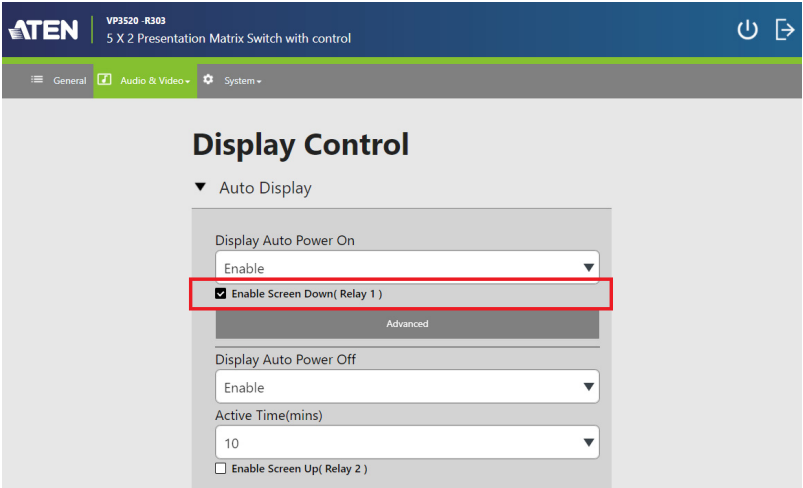 ATEN
VP3520 -R303
5 X 2 Presentation Matrix Switch with control
General Audio & Video System
Display Control
Auto Display
Display Auto Power On
Enable
Enable Screen Down( Relay 1 )
Advanced
Display Auto Power Off
Enable
Active Time(mins)
10
Enable Screen Up( Relay 2 )